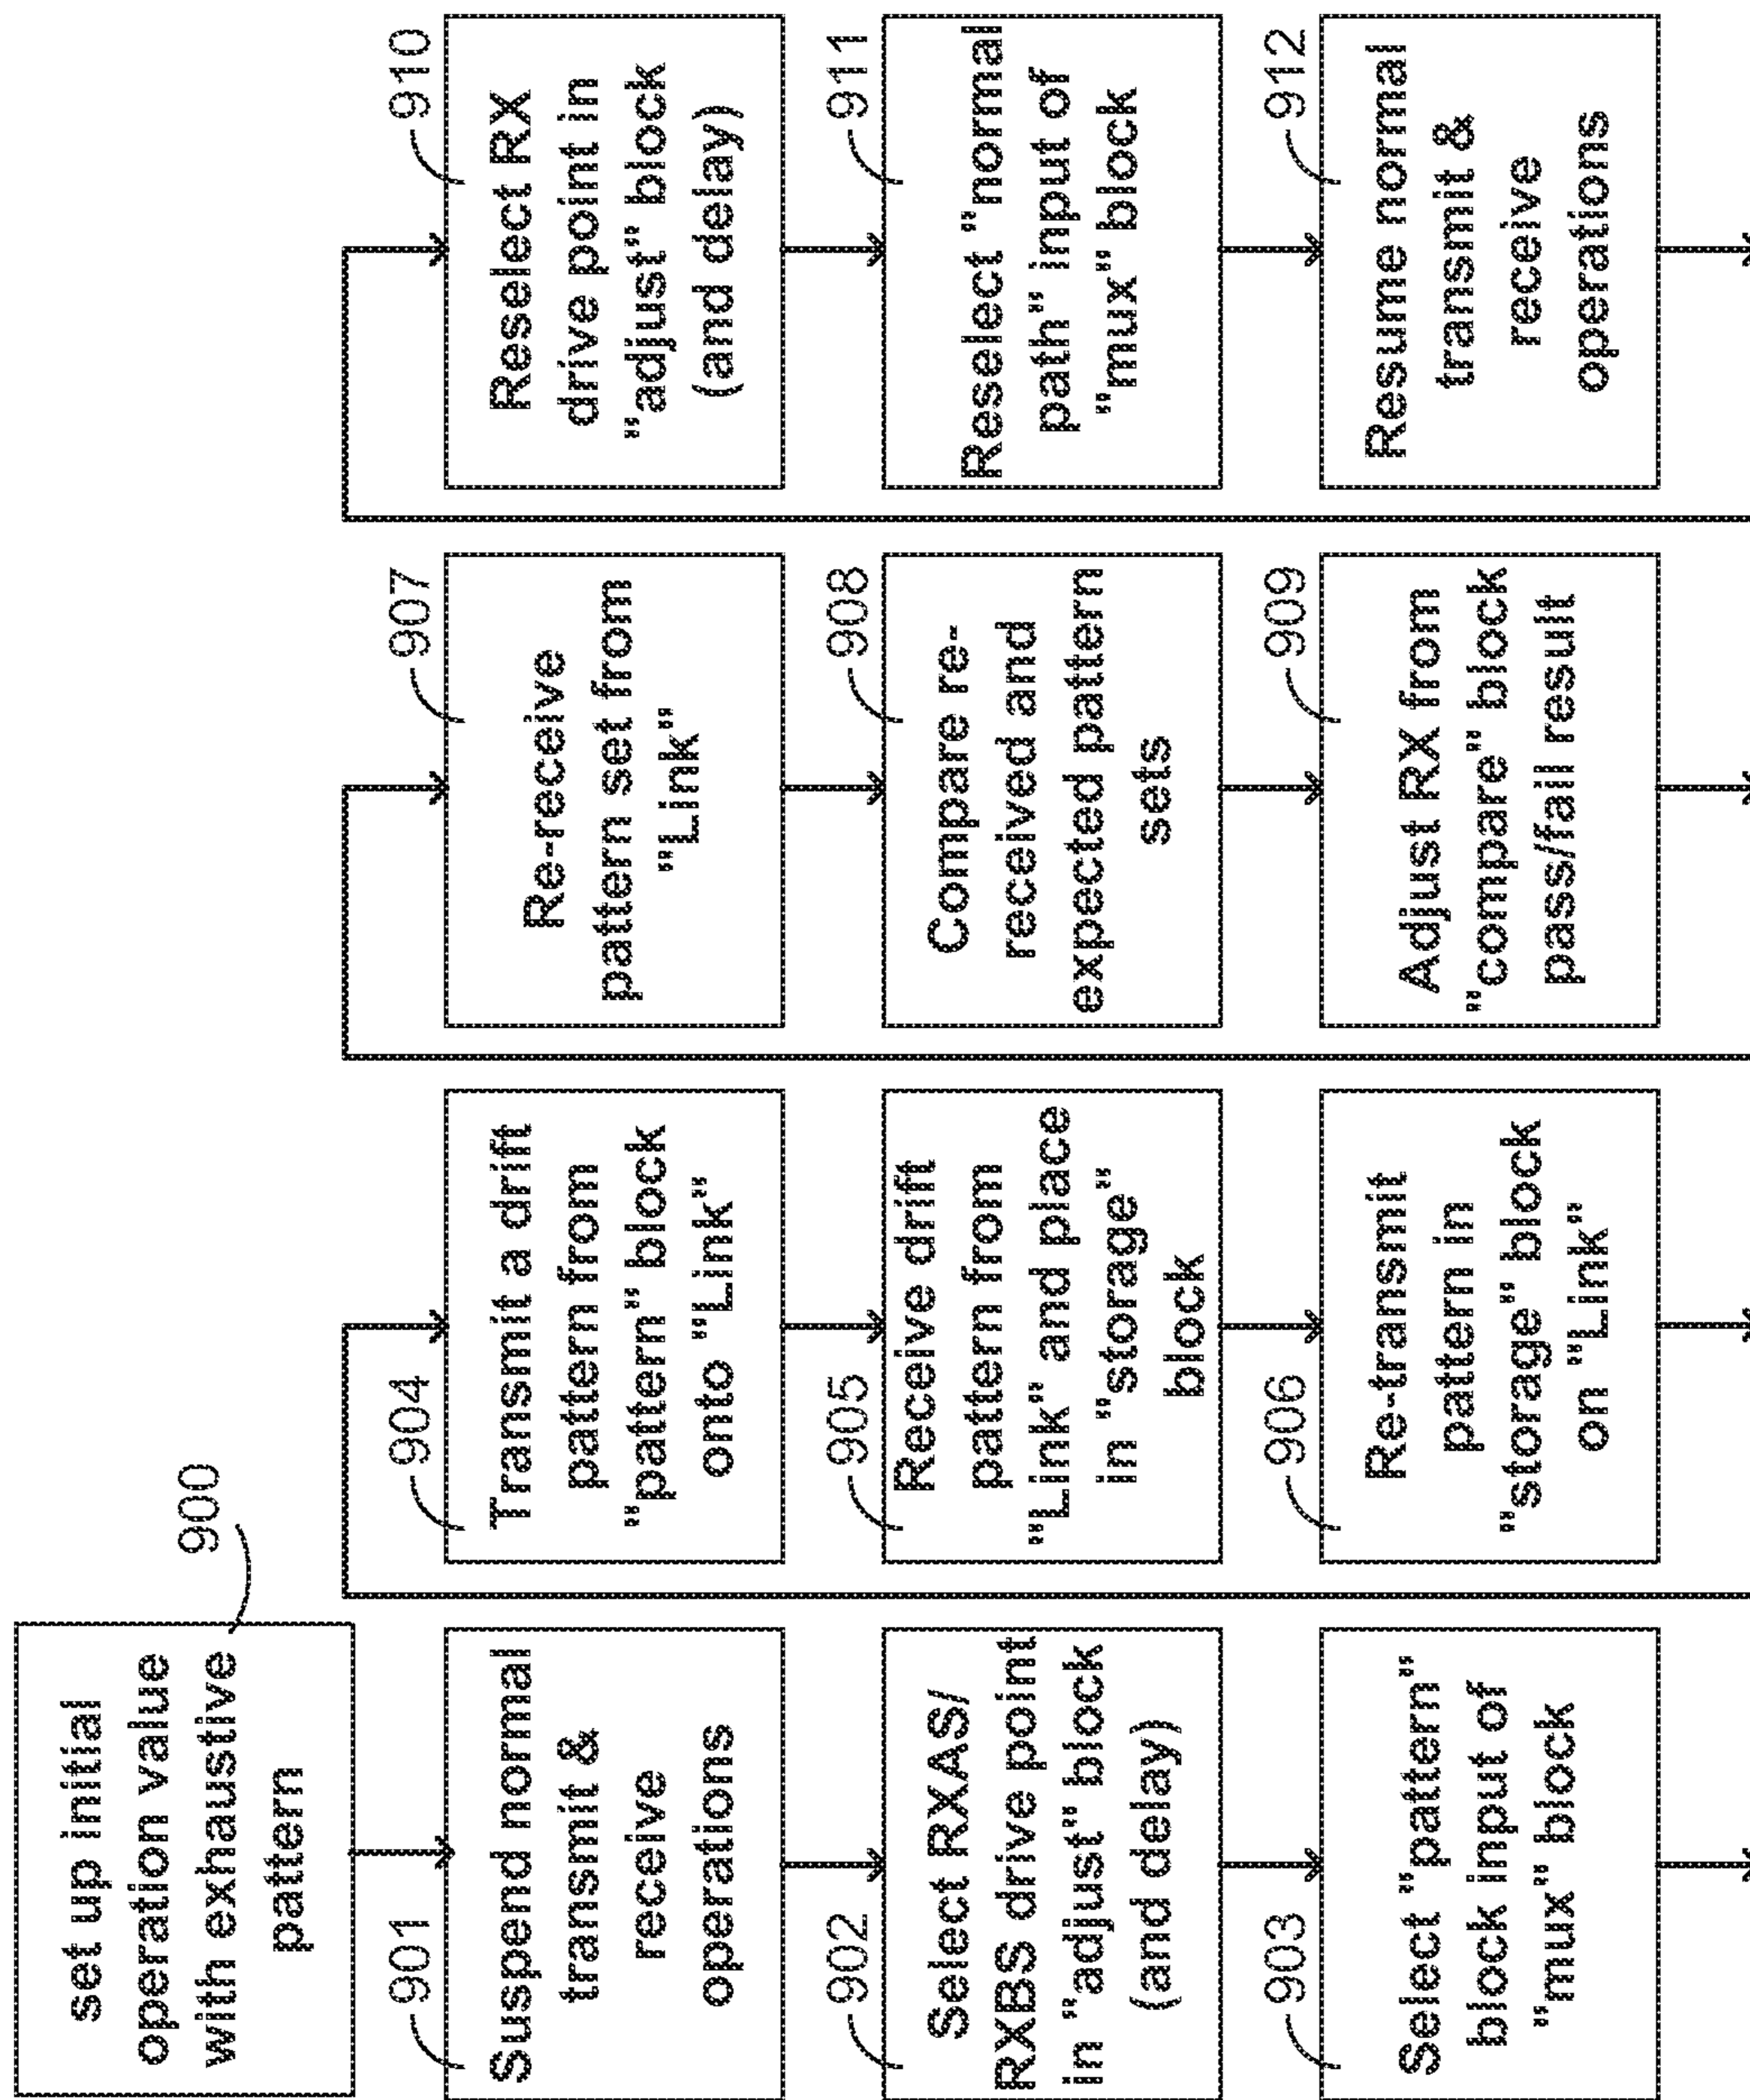 900
set up initial
operation value
with exhaustive
pattern
901
Suspend normal
transmit &
receive
operations
902
Select RXAS/
RXBS drive point
in "adjust" block
(and delay)
903
Select "pattern"
block input of
"mux" block
904
Transmit a drift
pattern from
"pattern" block
onto "Link"
905
Receive drift
pattern from
"Link" and place
in "storage"
block
906
Re-transmit
pattern in
"storage" block
on "Link"
907
Re-receive
pattern set from
"Link"
908
Compare re-
received and
expected pattern
sets
909
Adjust RX from
"compare" block
pass/fail result
910
Reselect RX
drive point in
"adjust" block
(and delay)
911
Reselect "normal
path" input of
"mux" block
912
Resume normal
transmit &
receive
operations